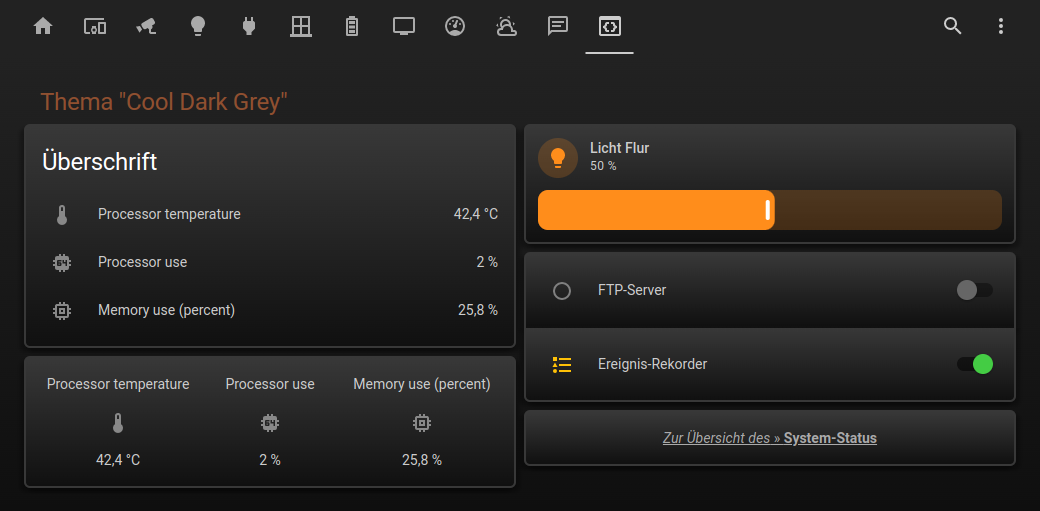 Thema "Cool Dark Grey"
Überschrift
Processor temperature 42,4 °C
Processor use 2 %
Memory use (percent) 25,8 %
Processor temperature Processor use Memory use (percent)
42,4 °C 2 % 25,8 %
Licht Flur
50 %
FTP-Server
Ereignis-Rekorder
Zur Übersicht des » System-Status